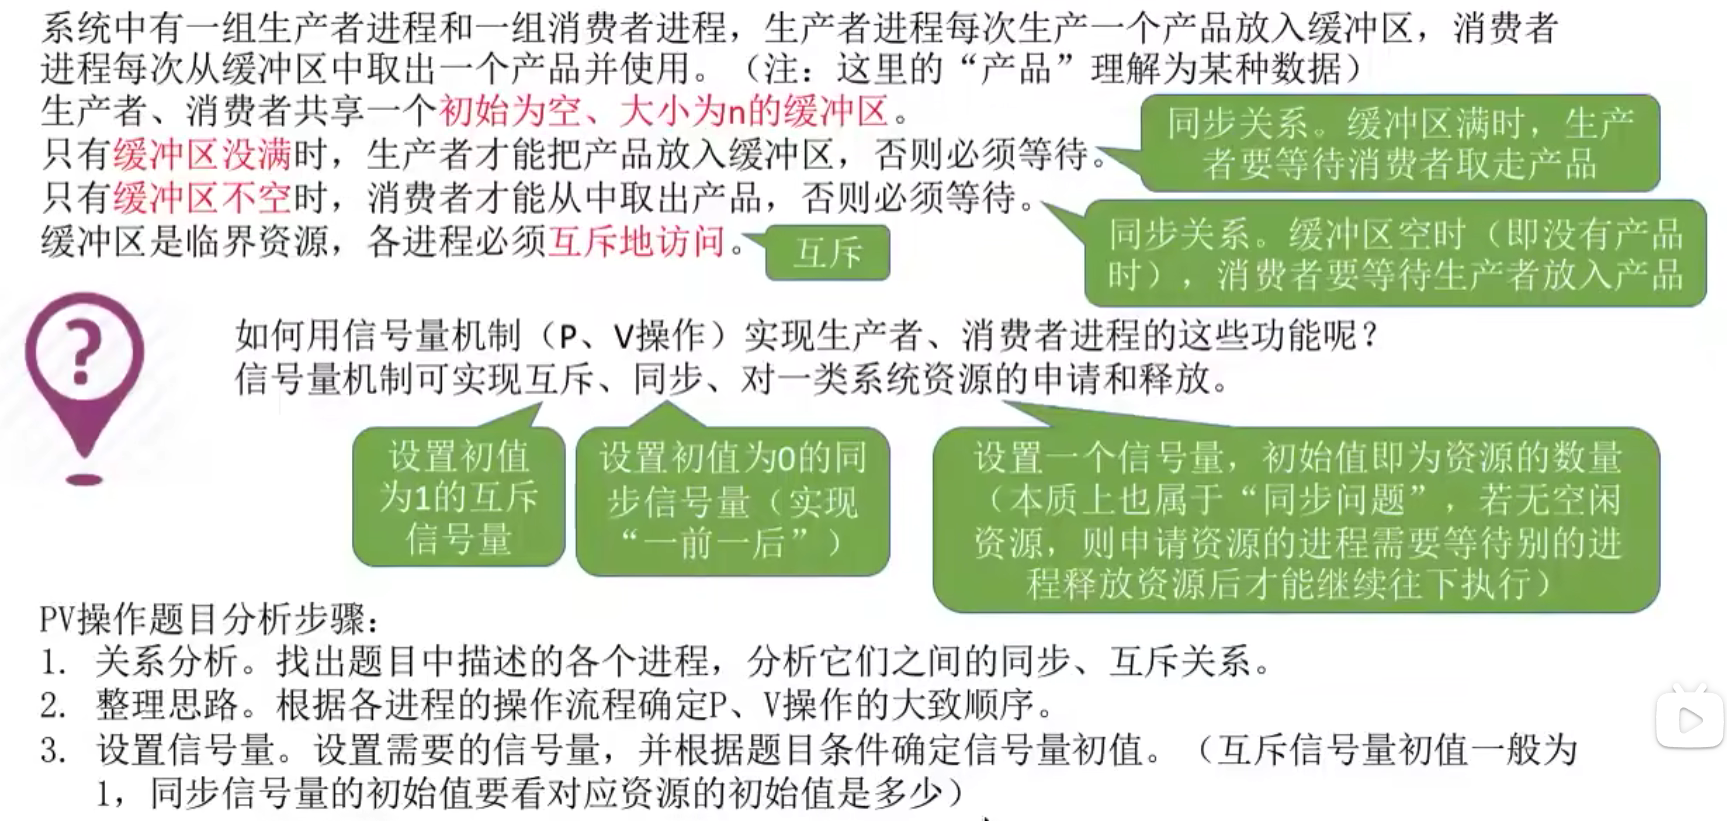 系统中有一组生产者进程和一组消费者进程，生产者进程每次生产一个产品放入缓冲区，消费者
进程每次从缓冲区中取出一个产品并使用。（注：这里的“产品”理解为某种数据）
生产者、消费者共享一个初始为空、大小为n的缓冲区。
只有缓冲区没满时，生产者才能把产品放入缓冲区，否则必须等待。
同步关系。缓冲区满时，生产
者要等待消费者取走产品
只有缓冲区不空时，消费者才能从中取出产品，否则必须等待。
同步关系。缓冲区空时（即没有产品
时），消费者要等待生产者放入产品
缓冲区是临界资源，各进程必须互斥地访问。
互斥
?
如何用信号量机制（P、V操作）实现生产者、消费者进程的这些功能呢？
信号量机制可实现互斥、同步、对一类系统资源的申请和释放。
设置初值
为1的互斥
信号量
设置初值为0的同
步信号量（实现
“一前一后”）
设置一个信号量，初始值即为资源的数量
（本质上也属于“同步问题”，若无空闲
资源，则申请资源的进程需要等待别的进
程释放资源后才能继续往下执行）
PV操作题目分析步骤：
1. 关系分析。找出题目中描述的各个进程，分析它们之间的同步、互斥关系。
2. 整理思路。根据各进程的操作流程确定P、V操作的大致顺序。
3. 设置信号量。设置需要的信号量，并根据题目条件确定信号量初值。（互斥信号量初值一般为
1，同步信号量的初始值要看对应资源的初始值是多少）